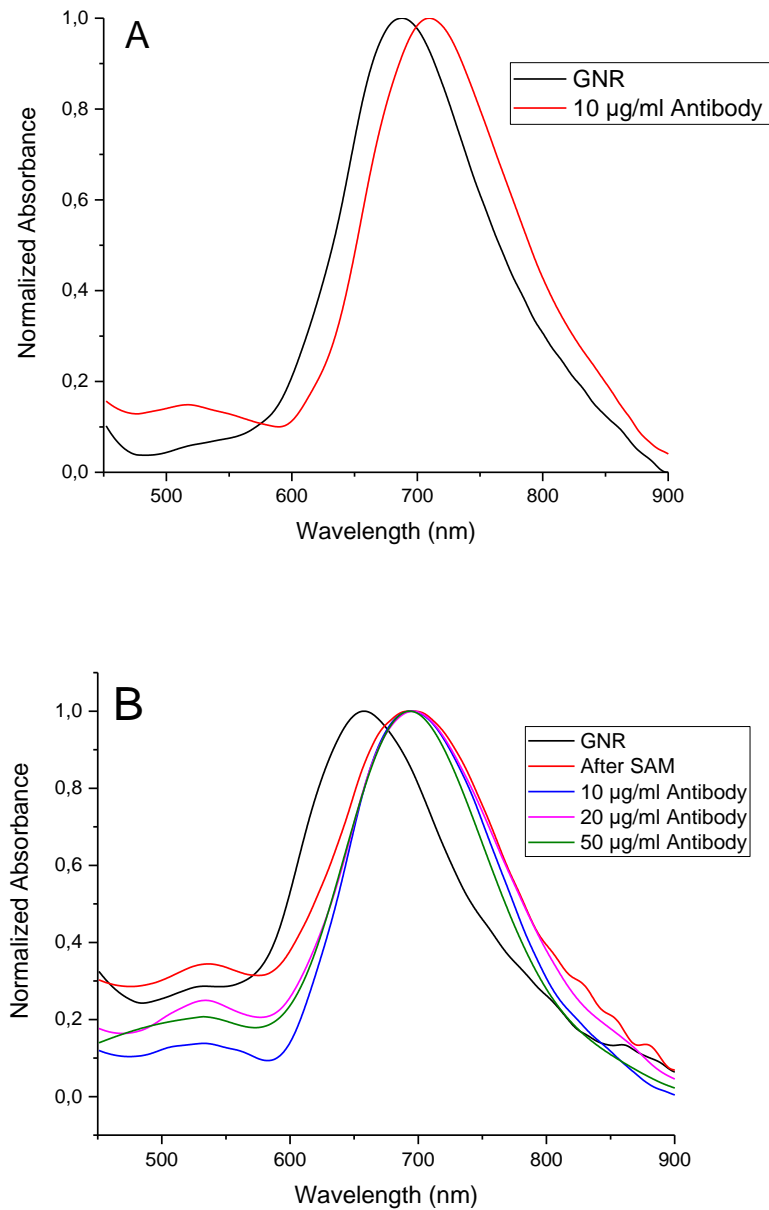 A
GNR
10 µg/ml Antibody
1,0
0,8
0,6
0,4
0,2
0,0
Normalized Absorbance
500 600 700 800 900
Wavelength (nm)
B
GNR
After SAM
10 µg/ml Antibody
20 µg/ml Antibody
50 µg/ml Antibody
1,0
0,8
0,6
0,4
0,2
0,0
Normalized Absorbance
500 600 700 800 900
Wavelength (nm)